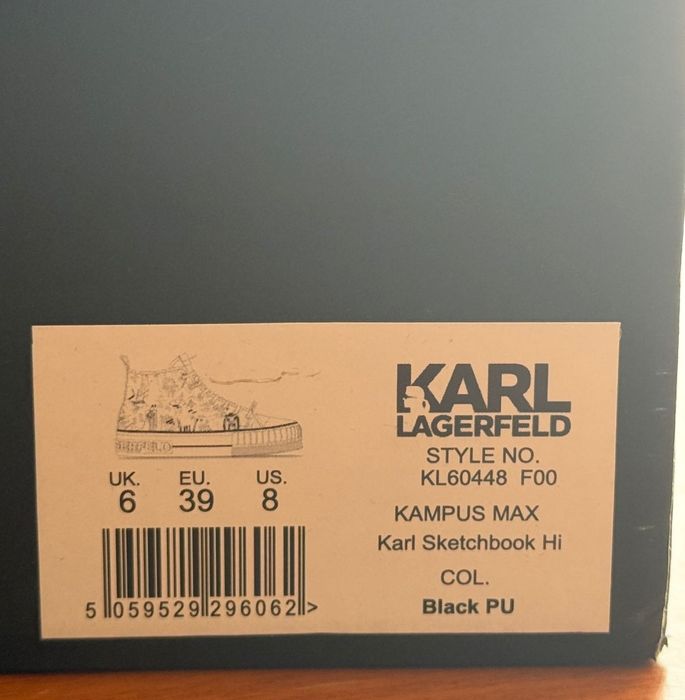 KARL
LAGERFELD
STYLE NO.
KL60448 F00
KAMPUS MAX
Karl Sketchbook Hi
COL.
Black PU
UK. EU. US.
6 39 8
5 059529 296062 >